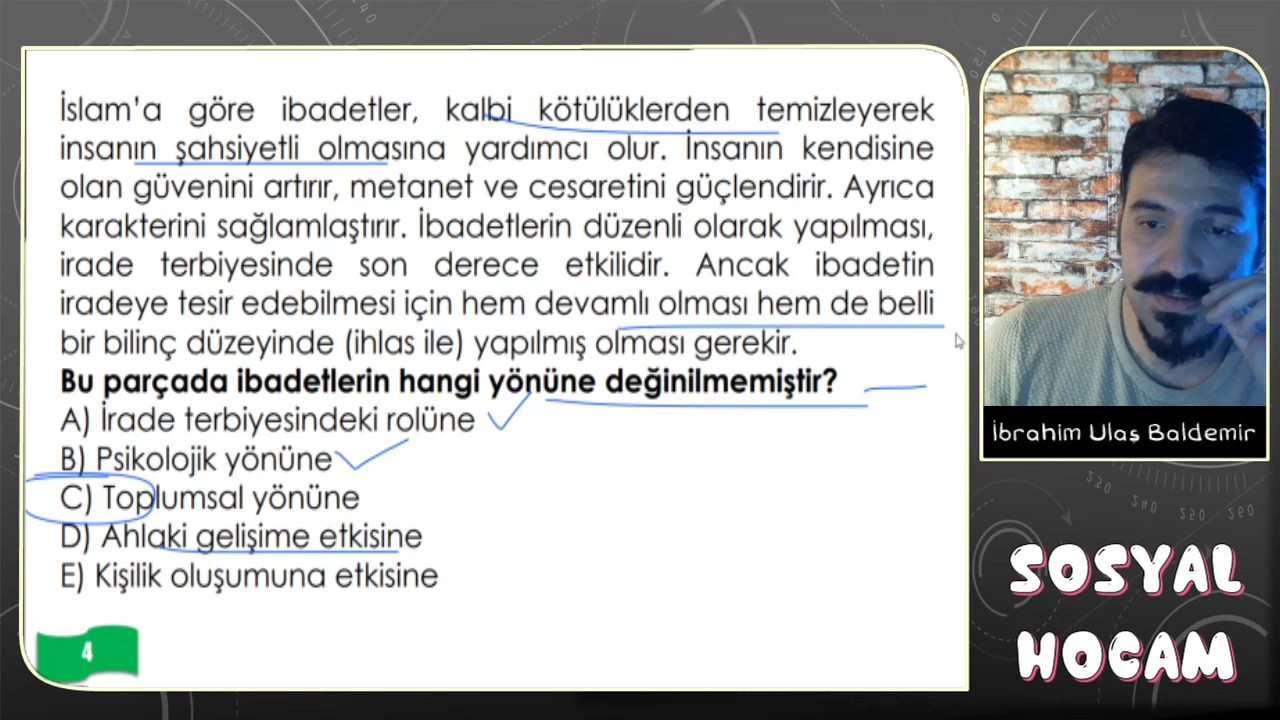 İslam'a göre ibadetler, kalbi kötülüklerden temizleyerek
insanın şahsiyetli olmasına yardımcı olur. İnsanın kendisine
olan güvenini artırır, metanet ve cesaretini güçlendirir. Ayrıca
karakterini sağlamlaştırır. İbadetlerin düzenli olarak yapılması,
irade terbiyesinde son derece etkilidir. Ancak ibadetin
iradeye tesir edebilmesi için hem devamlı olması hem de belli
bir bilinç düzeyinde (ihlas ile) yapılmış olması gerekir.
Bu parçada ibadetlerin hangi yönüne değinilmemiştir?
A) İrade terbiyesindeki rolüne
B) Psikolojik yönüne
C) Toplumsal yönüne
D) Ahlaki gelişime etkisine
E) Kişilik oluşumuna etkisine
4
İbrahim Ulaş Baldemir
SOSYAL
HOCAM